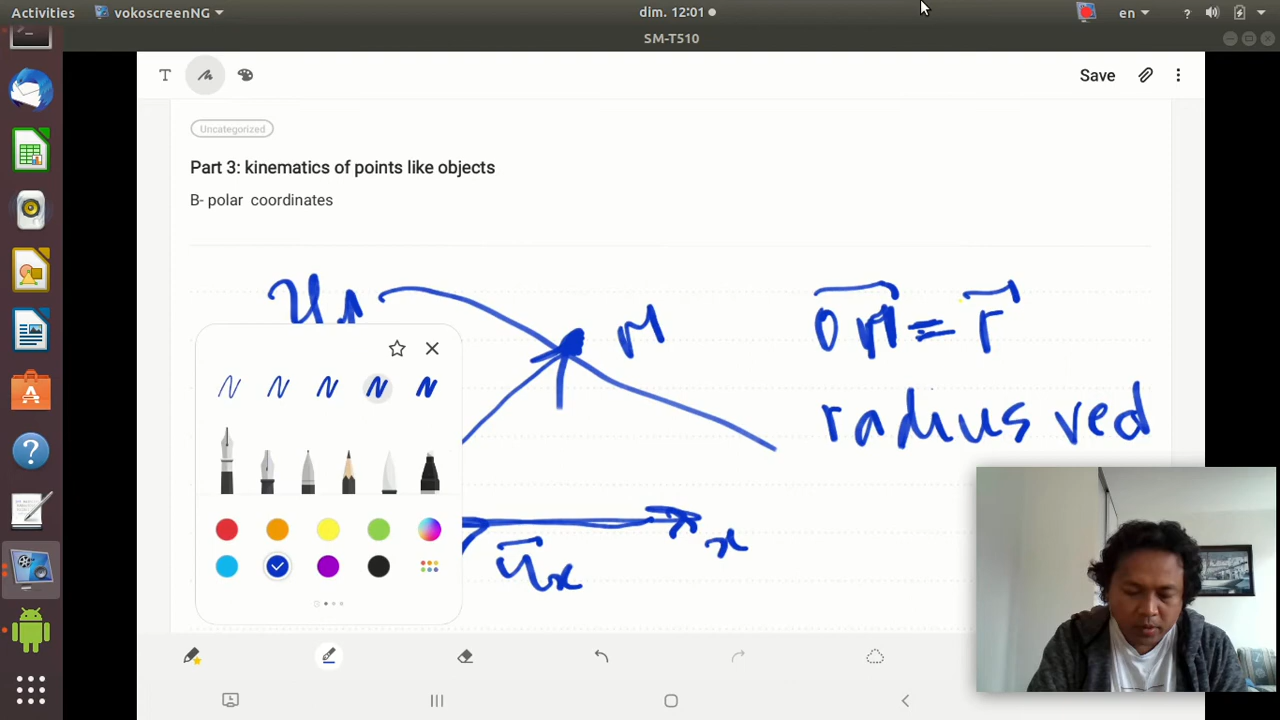 Activities vokoscreenNG dim. 12:01 en ?
SM-T510
T Save
Uncategorized
Part 3: kinematics of points like objects
B- polar coordinates
M OM = r
radius vect
x
ux